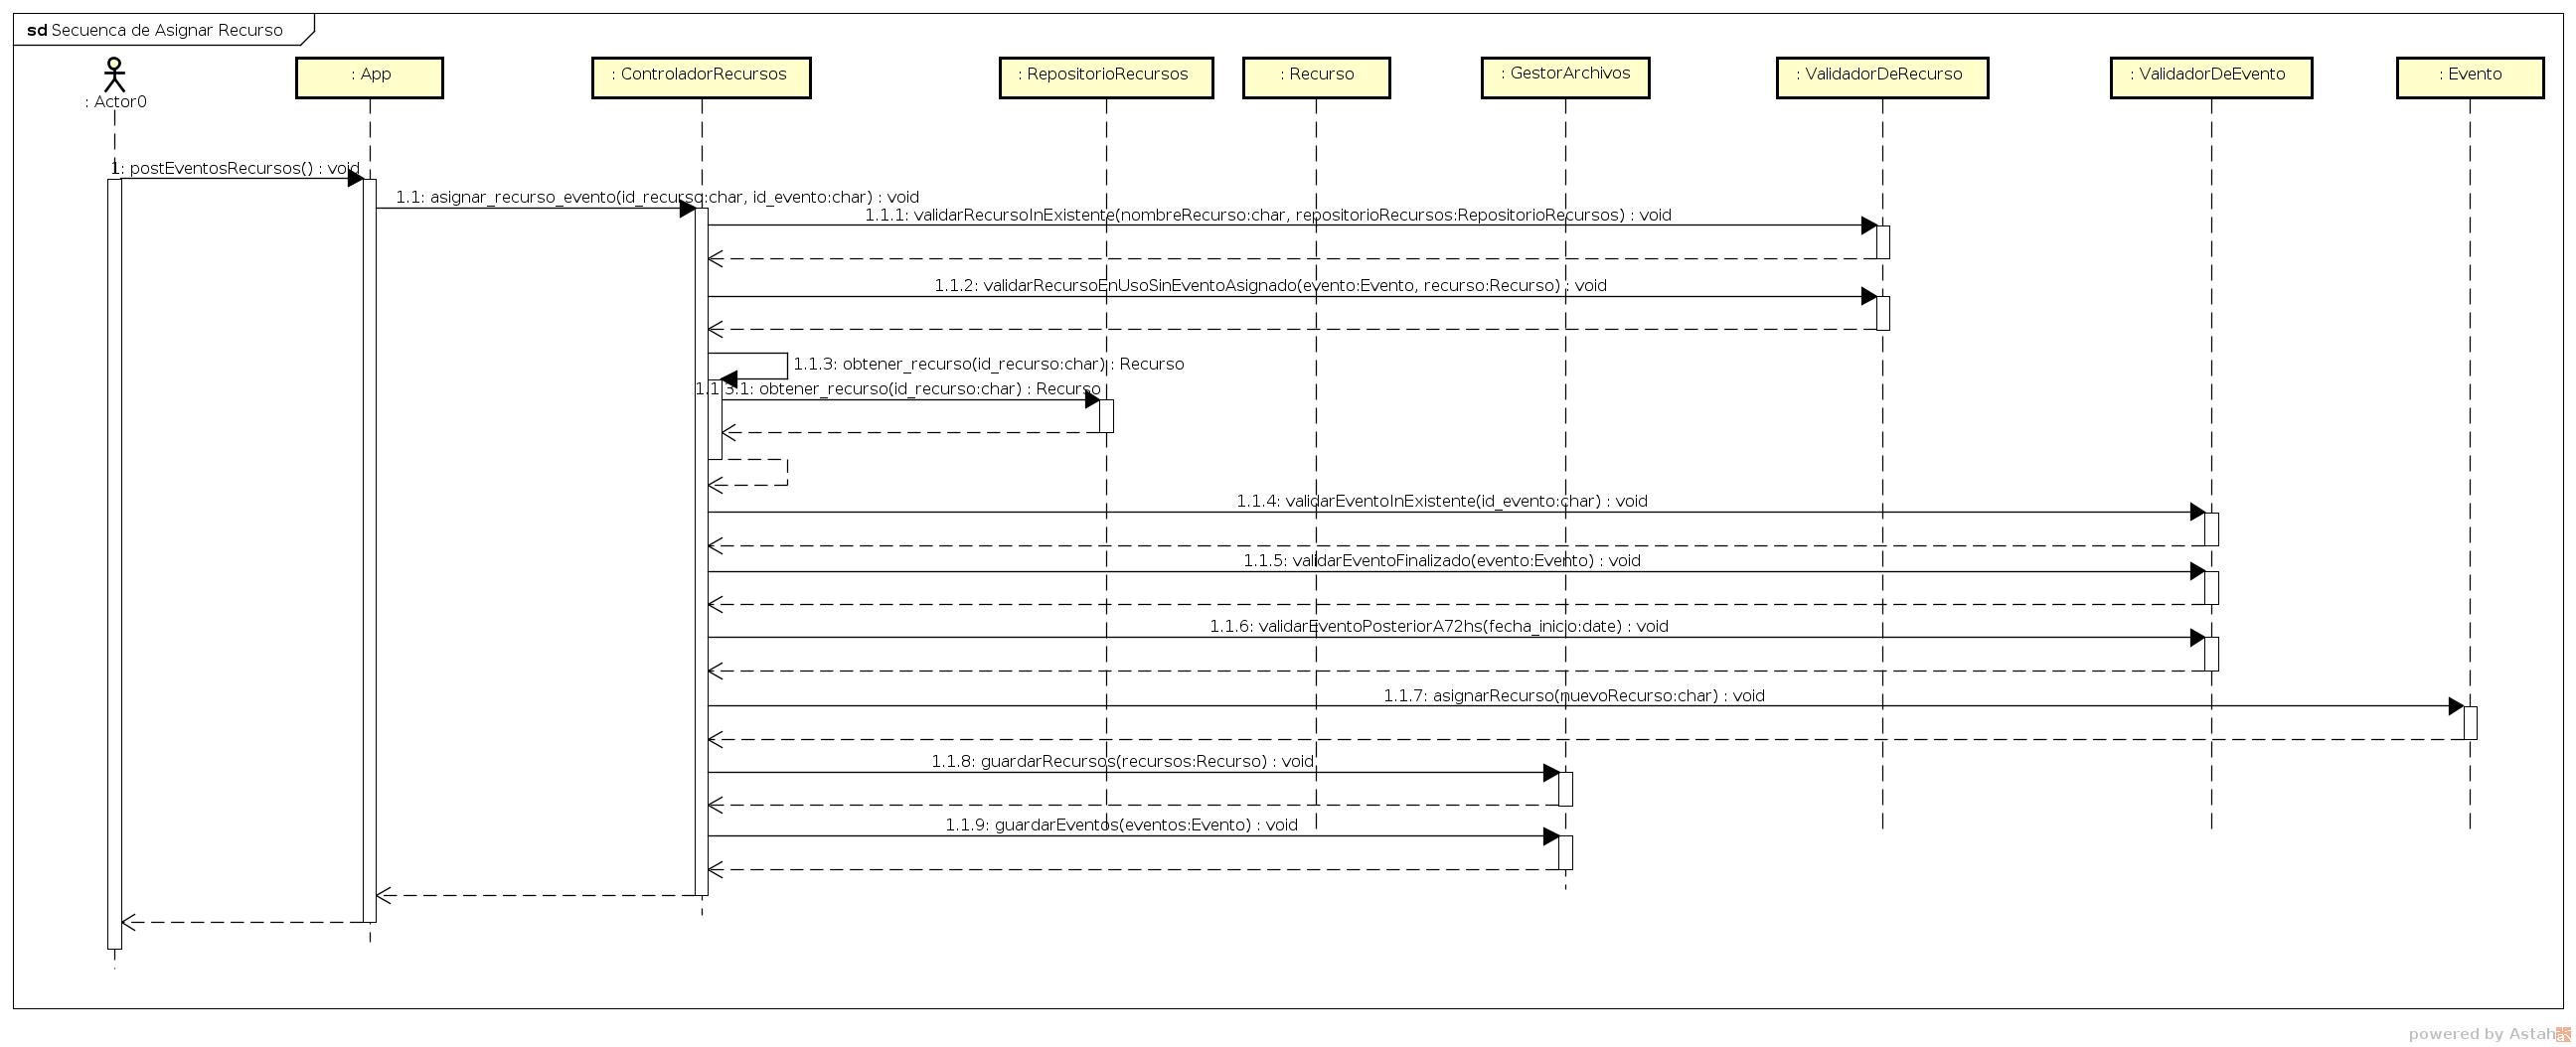 sd Secuenca de Asignar Recurso
: Actor0
: App
: ControladorRecursos
: RepositorioRecursos
: Recurso
: GestorArchivos
: ValidadorDeRecurso
: ValidadorDeEvento
: Evento
1: postEventosRecursos() : void
1.1: asignar_recurso_evento(id_recurso:char, id_evento:char) : void
1.1.1: validarRecursoInExistente(nombreRecurso:char, repositorioRecursos:RepositorioRecursos) : void
1.1.2: validarRecursoEnUsoSinEventoAsignado(evento:Evento, recurso:Recurso) : void
1.1.3: obtener_recurso(id_recurso:char) : Recurso
1.1.3.1: obtener_recurso(id_recurso:char) : Recurso
1.1.4: validarEventoInExistente(id_evento:char) : void
1.1.5: validarEventoFinalizado(evento:Evento) : void
1.1.6: validarEventoPosteriorA72hs(fecha_inicio:date) : void
1.1.7: asignarRecurso(nuevoRecurso:char) : void
1.1.8: guardarRecursos(recursos:Recurso) : void
1.1.9: guardarEventos(eventos:Evento) : void
powered by Astah